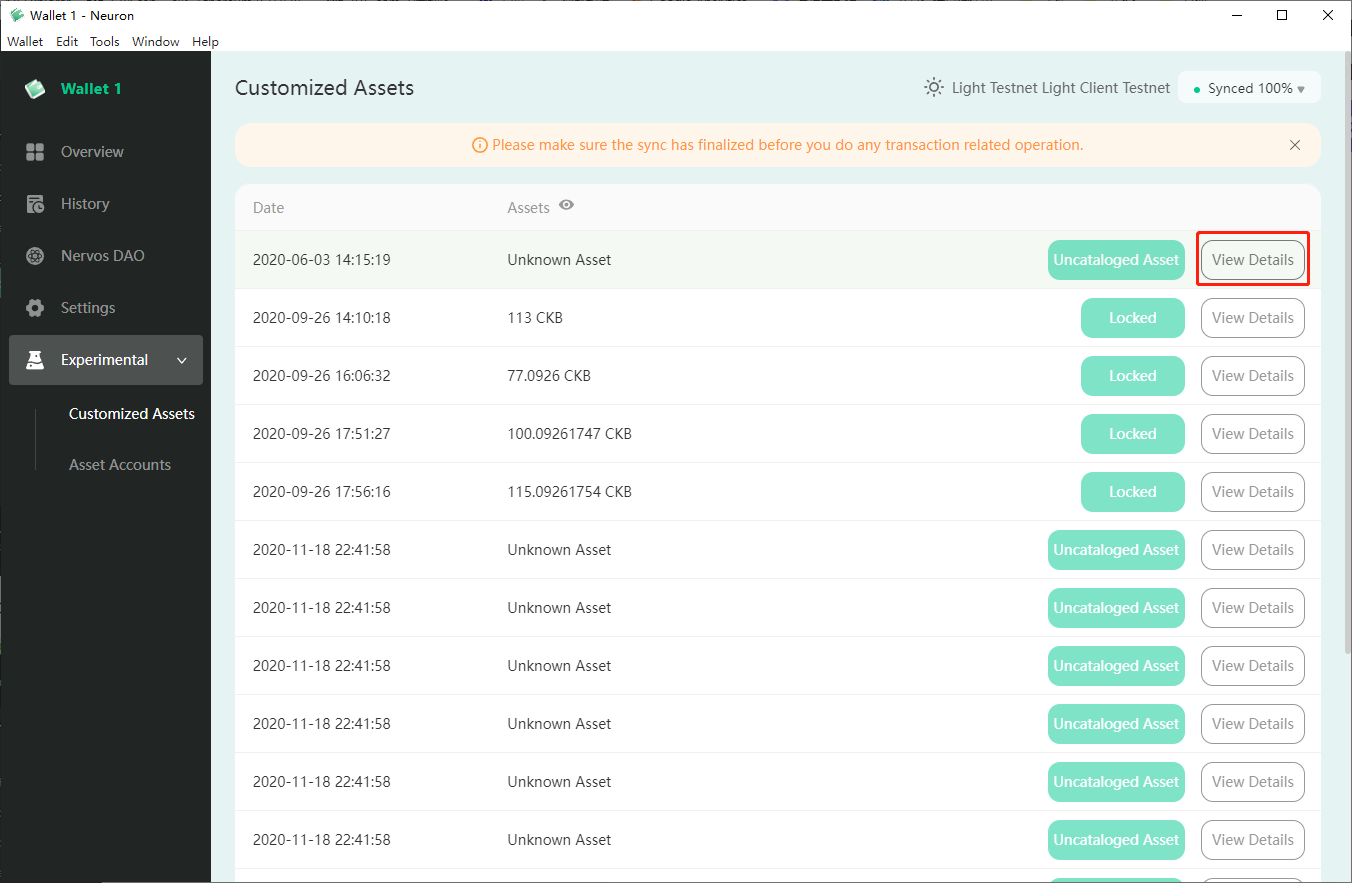 Wallet 1 - Neuron
Wallet Edit Tools Window Help
Wallet 1
Overview
History
Nervos DAO
Settings
Experimental
Customized Assets
Asset Accounts
Customized Assets
Light Testnet Light Client Testnet
Synced 100%
Please make sure the sync has finalized before you do any transaction related operation.
Date Assets
2020-06-03 14:15:19 Unknown Asset Uncataloged Asset View Details
2020-09-26 14:10:18 113 CKB Locked View Details
2020-09-26 16:06:32 77.0926 CKB Locked View Details
2020-09-26 17:51:27 100.09261747 CKB Locked View Details
2020-09-26 17:56:16 115.09261754 CKB Locked View Details
2020-11-18 22:41:58 Unknown Asset Uncataloged Asset View Details
2020-11-18 22:41:58 Unknown Asset Uncataloged Asset View Details
2020-11-18 22:41:58 Unknown Asset Uncataloged Asset View Details
2020-11-18 22:41:58 Unknown Asset Uncataloged Asset View Details
2020-11-18 22:41:58 Unknown Asset Uncataloged Asset View Details
2020-11-18 22:41:58 Unknown Asset Uncataloged Asset View Details